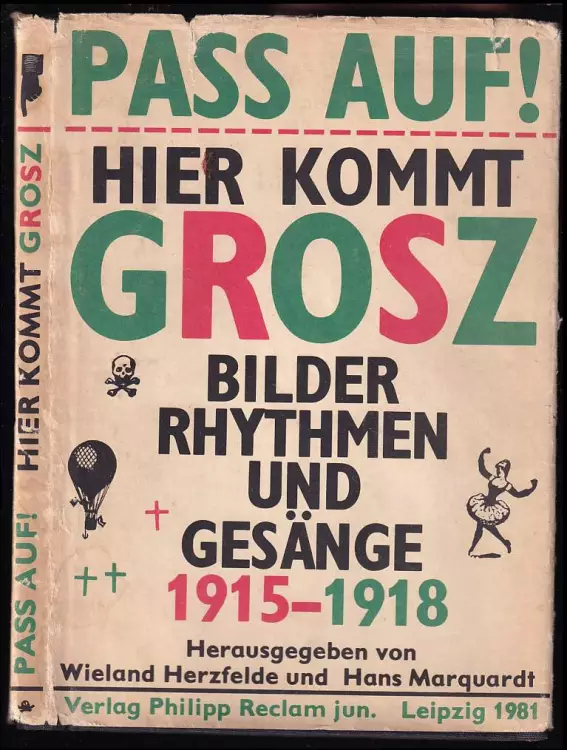 PASS AUF!
HIER KOMMT
GROSZ
BILDER
RHYTHMEN
UND
GESÄNGE
1915-1918
Herausgegeben von
Wieland Herzfelde und Hans Marquardt
Verlag Philipp Reclam jun. Leipzig 1981
PASS AUF! HIER KOMMT GROSZ